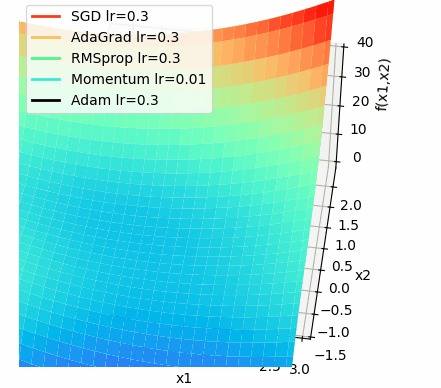 SGD lr=0.3
AdaGrad lr=0.3
RMSprop lr=0.3
Momentum lr=0.01
Adam lr=0.3
40
30
20
10
0
f(x1,x2)
2.0
1.5
1.0
0.5
0.0
−0.5
−1.0
−1.5
x2
2.5
3.0
x1